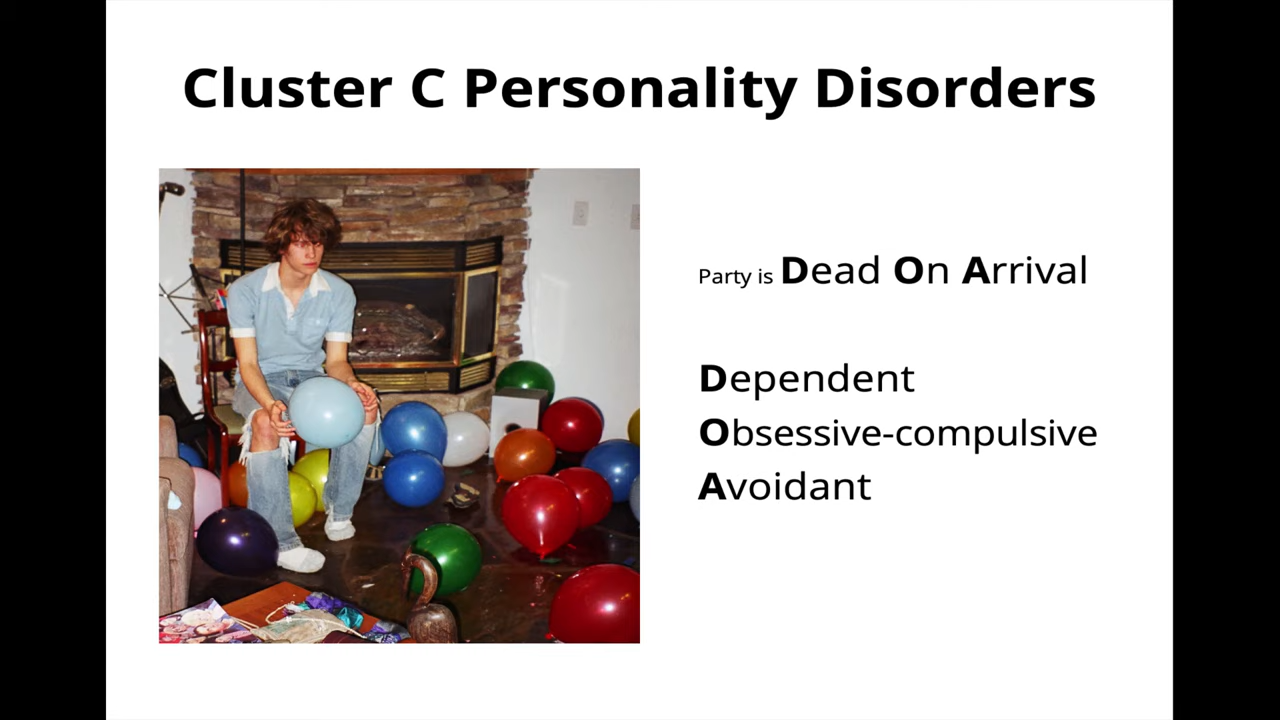 Cluster C Personality Disorders
Party is Dead On Arrival
Dependent
Obsessive-compulsive
Avoidant